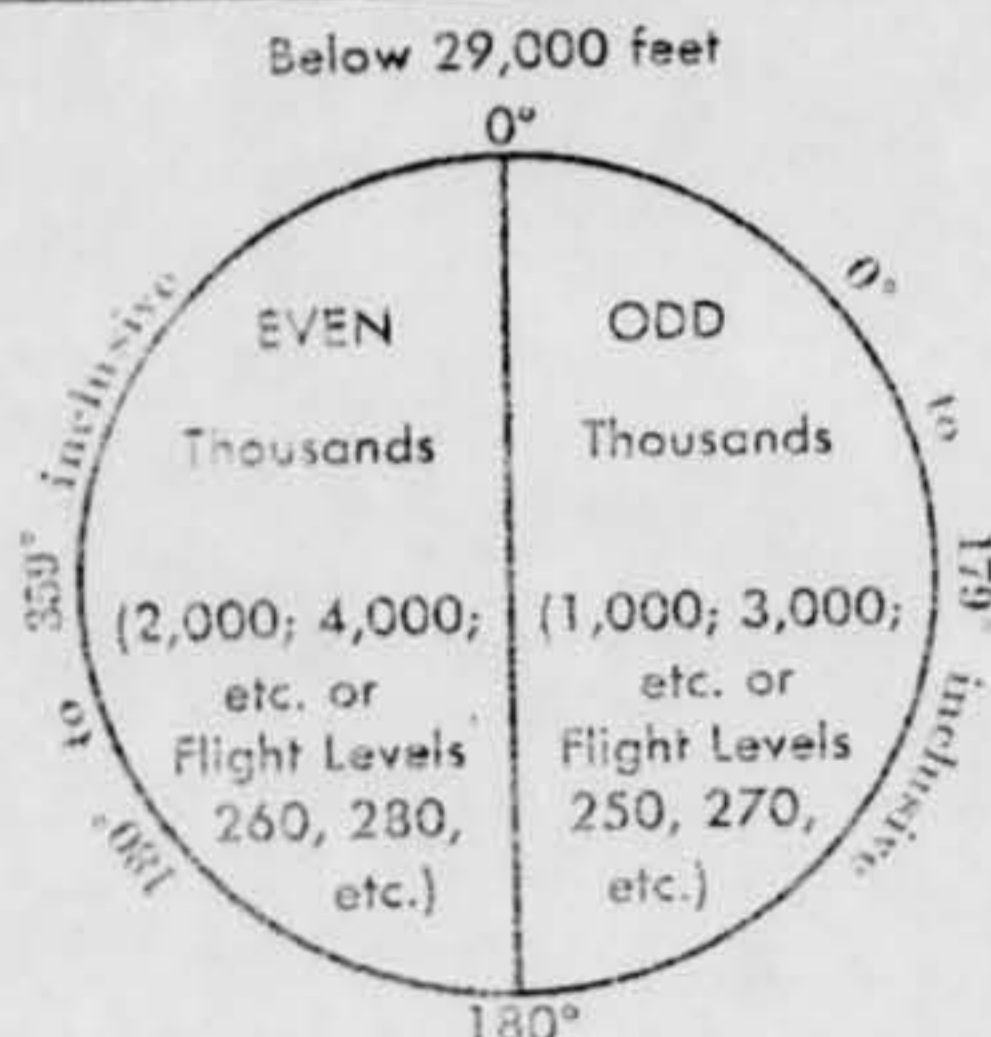 Below 29,000 feet
0°
EVEN
Thousands
(2,000; 4,000;
etc. or
Flight Levels
260, 280,
etc.)
ODD
Thousands
(1,000; 3,000;
etc. or
Flight Levels
250, 270,
etc.)
180° to 359° inclusive
0° to 179° inclusive
180°